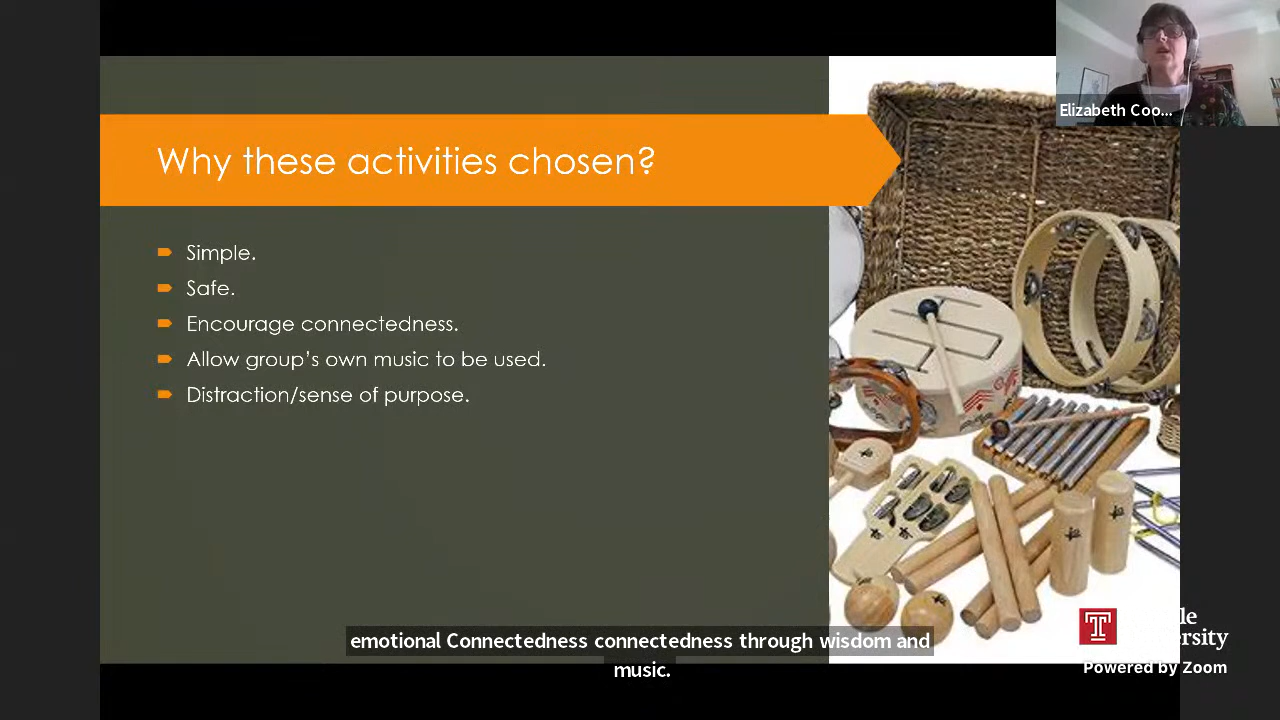 Elizabeth Coo...
Why these activities chosen?
Simple.
Safe.
Encourage connectedness.
Allow group's own music to be used.
Distraction/sense of purpose.
emotional Connectedness connectedness through wisdom and
music.
Powered by Zoom